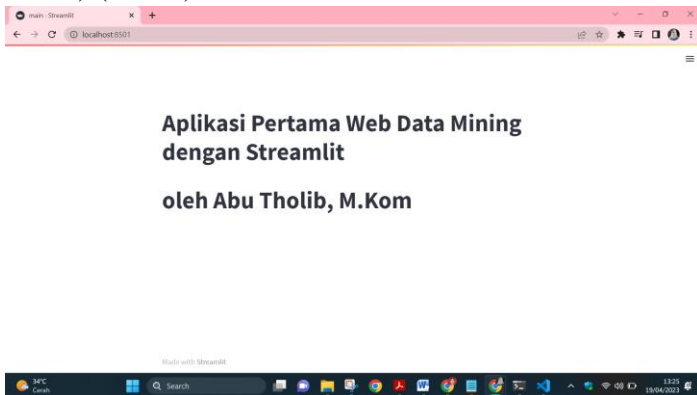 main · Streamlit
localhost:8501
Aplikasi Pertama Web Data Mining
dengan Streamlit
oleh Abu Tholib, M.Kom
Made with Streamlit
34°C
Cerah
Search
13:25
19/04/2023